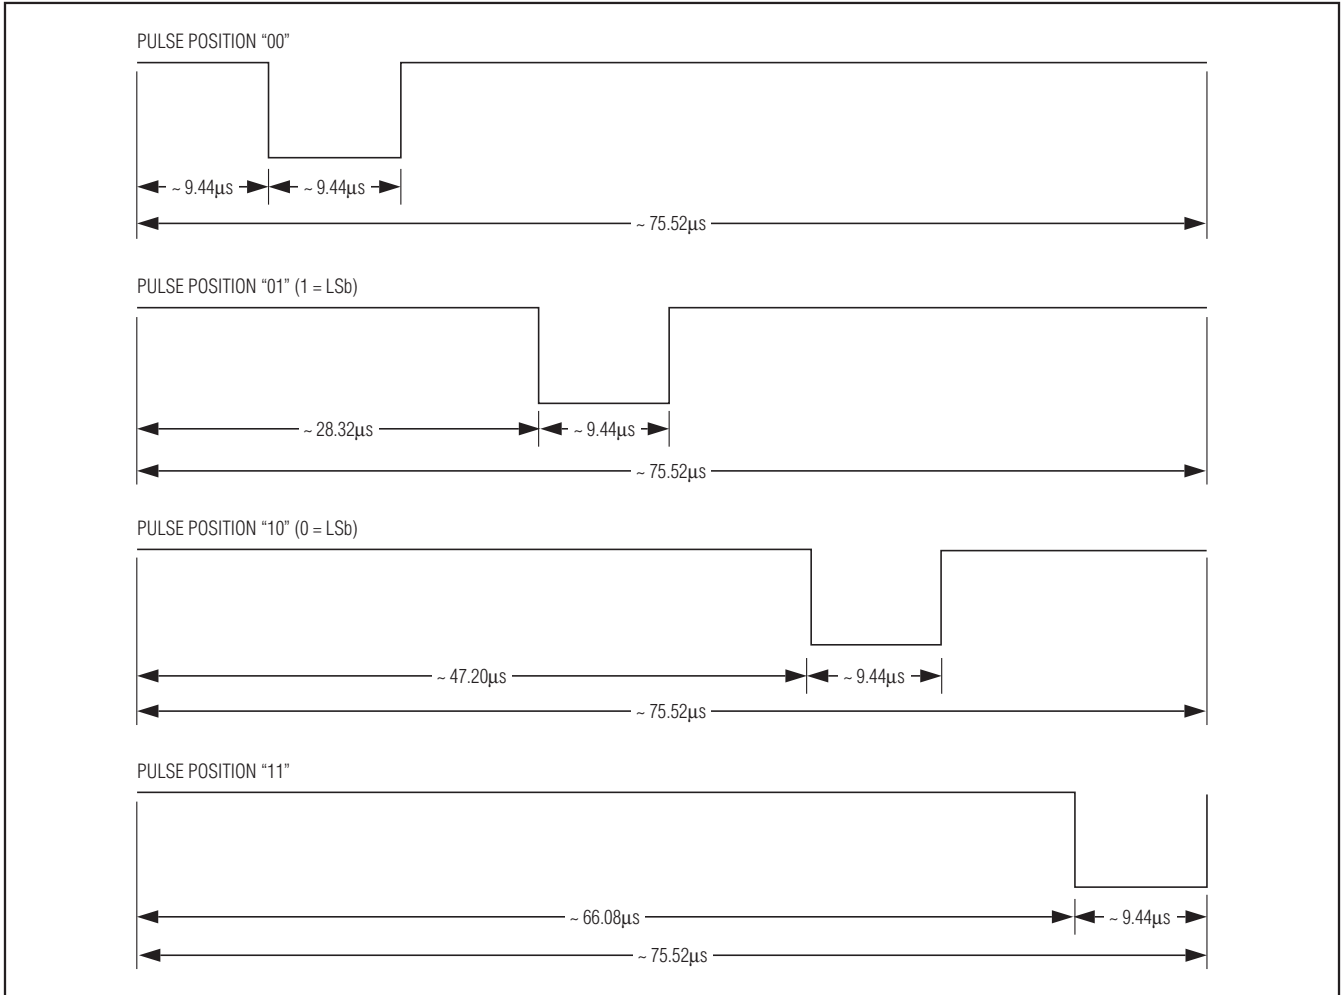 PULSE POSITION “00”
~ 9.44µs
~ 9.44µs
~ 75.52µs
PULSE POSITION “01” (1 = LSb)
~ 28.32µs
~ 9.44µs
~ 75.52µs
PULSE POSITION “10” (0 = LSb)
~ 47.20µs
~ 9.44µs
~ 75.52µs
PULSE POSITION “11”
~ 66.08µs
~ 9.44µs
~ 75.52µs